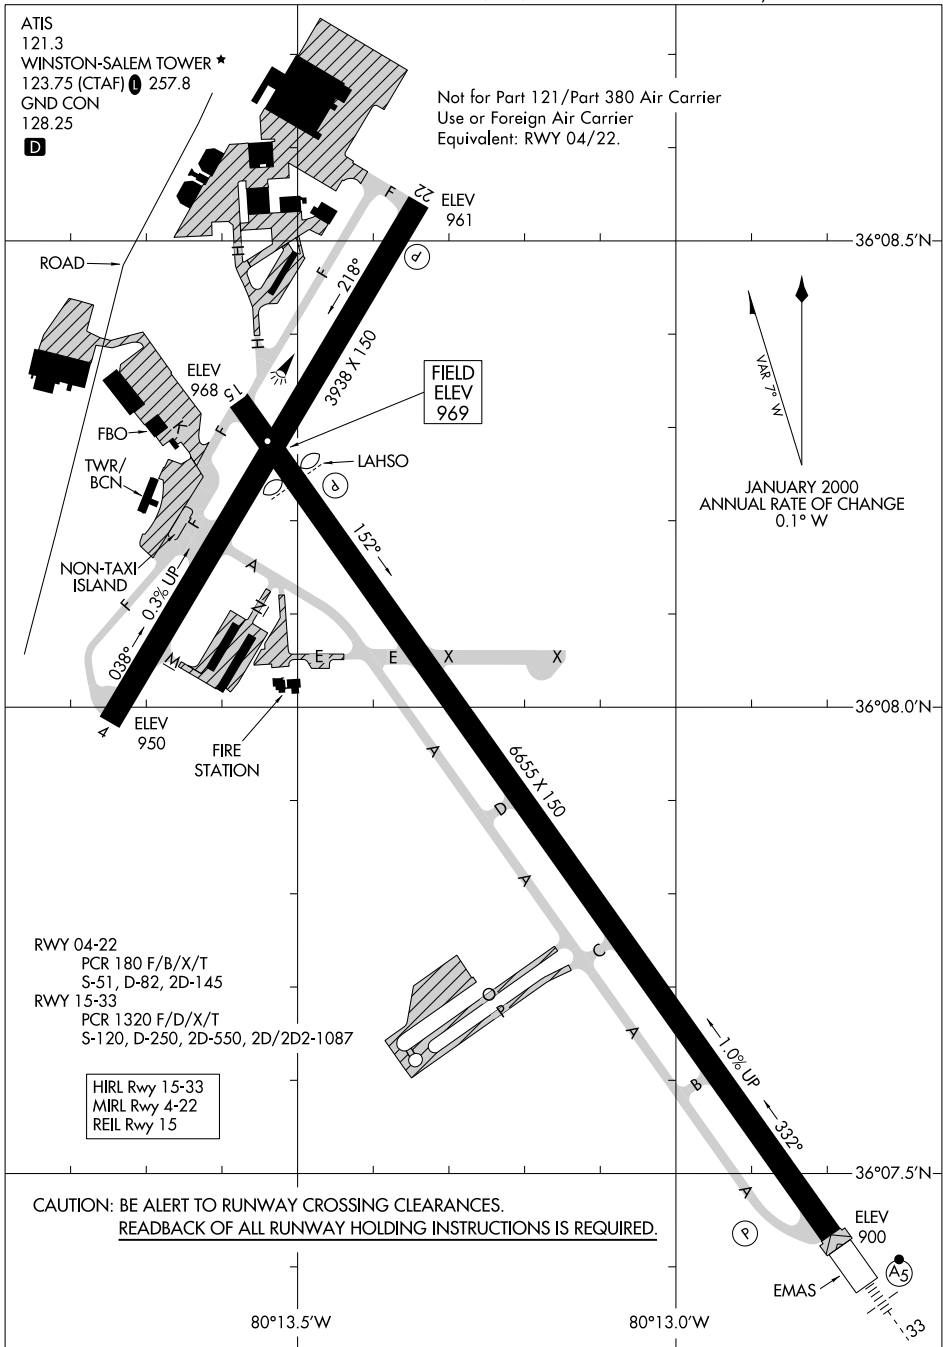 ATIS
121.3
WINSTON-SALEM TOWER ★
123.75 (CTAF) L 257.8
GND CON
128.25
D
Not for Part 121/Part 380 Air Carrier
Use or Foreign Air Carrier
Equivalent: RWY 04/22.
F
22
ELEV
961
P
36°08.5'N
ROAD
H
F
218°
3938 X 150
H
VAR 7° W
ELEV
968
15
FIELD
ELEV
969
FBO
K
F
LAHSO
P
TWR/
BCN
JANUARY 2000
ANNUAL RATE OF CHANGE
0.1° W
F
152°
NON-TAXI
ISLAND
A
0.3% UP
F
N
038°
M
E
E
X
X
36°08.0'N
4
ELEV
950
FIRE
STATION
A
6655 X 150
D
A
RWY 04-22
PCR 180 F/B/X/T
S-51, D-82, 2D-145
RWY 15-33
PCR 1320 F/D/X/T
S-120, D-250, 2D-550, 2D/2D2-1087
C
O
P
A
1.0% UP
B
HIRL Rwy 15-33
MIRL Rwy 4-22
REIL Rwy 15
332°
36°07.5'N
A
CAUTION: BE ALERT TO RUNWAY CROSSING CLEARANCES.
READBACK OF ALL RUNWAY HOLDING INSTRUCTIONS IS REQUIRED.
P
ELEV
900
EMAS
A5
33
80°13.5'W
80°13.0'W